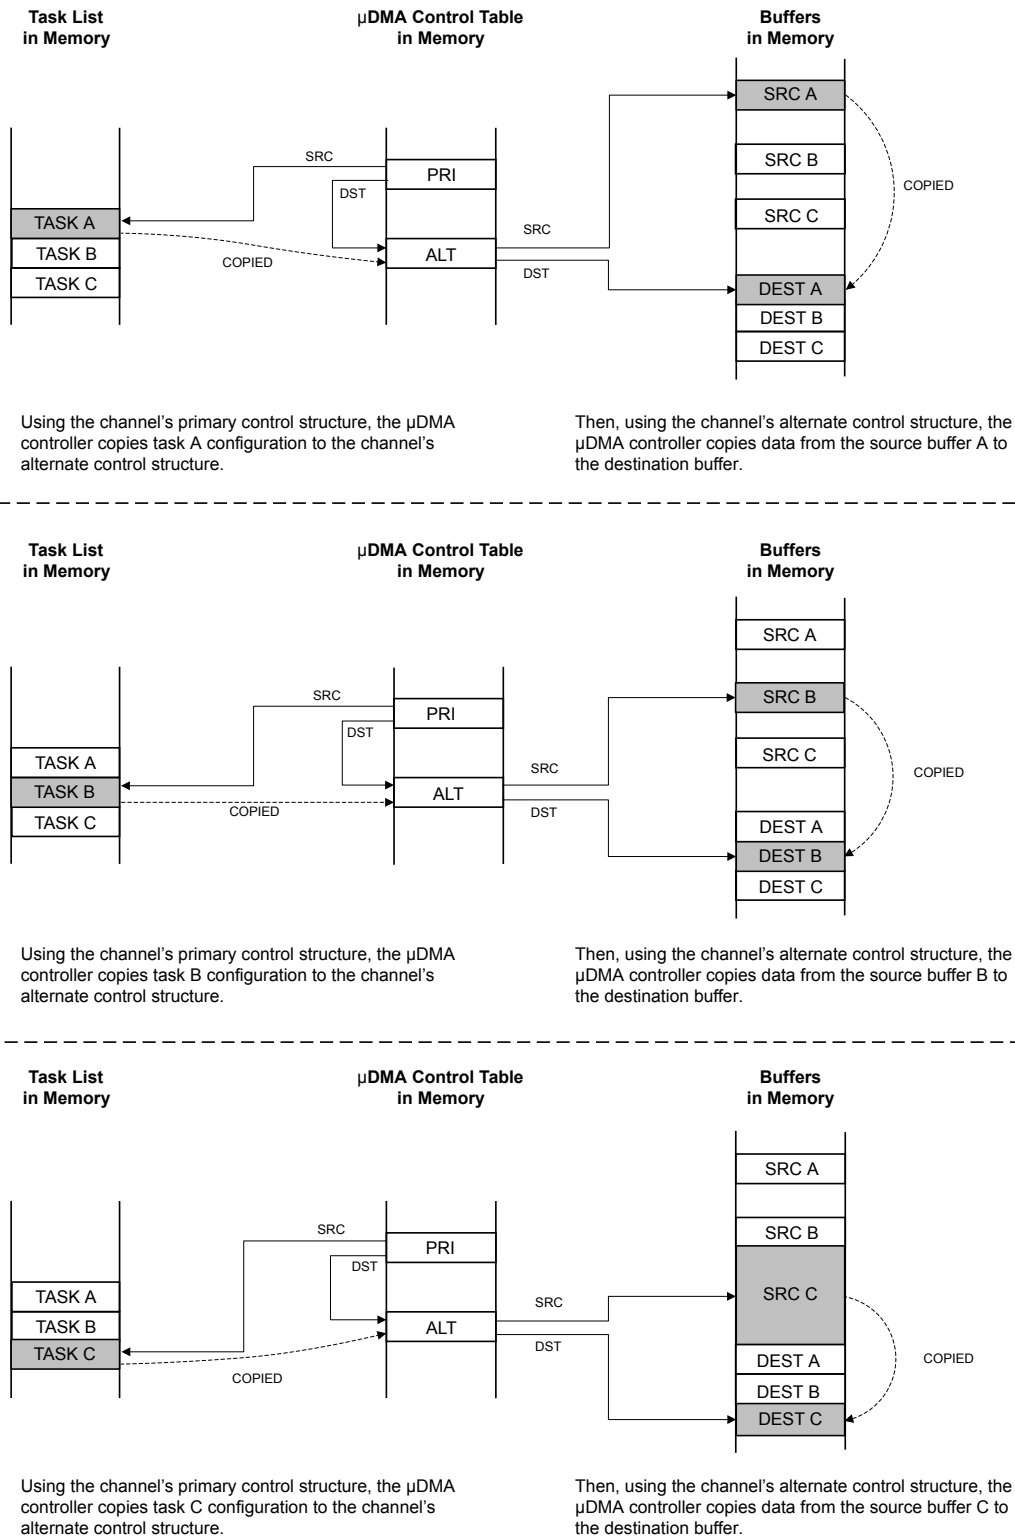 Task List
in Memory
µDMA Control Table
in Memory
Buffers
in Memory
SRC A
SRC
PRI
SRC B
COPIED
DST
TASK A
SRC C
SRC
TASK B
COPIED
ALT
DST
TASK C
DEST A
DEST B
DEST C
Using the channel's primary control structure, the µDMA
controller copies task A configuration to the channel's
alternate control structure.
Then, using the channel's alternate control structure, the
µDMA controller copies data from the source buffer A to
the destination buffer.
Task List
in Memory
µDMA Control Table
in Memory
Buffers
in Memory
SRC A
SRC
SRC B
PRI
DST
SRC C
TASK A
SRC
COPIED
TASK B
ALT
COPIED
DST
TASK C
DEST A
DEST B
DEST C
Using the channel's primary control structure, the µDMA
controller copies task B configuration to the channel's
alternate control structure.
Then, using the channel's alternate control structure, the
µDMA controller copies data from the source buffer B to
the destination buffer.
Task List
in Memory
µDMA Control Table
in Memory
Buffers
in Memory
SRC A
SRC
SRC B
PRI
DST
TASK A
SRC
SRC C
TASK B
ALT
DST
TASK C
COPIED
DEST A
COPIED
DEST B
DEST C
Using the channel's primary control structure, the µDMA
controller copies task C configuration to the channel's
alternate control structure.
Then, using the channel's alternate control structure, the
µDMA controller copies data from the source buffer C to
the destination buffer.